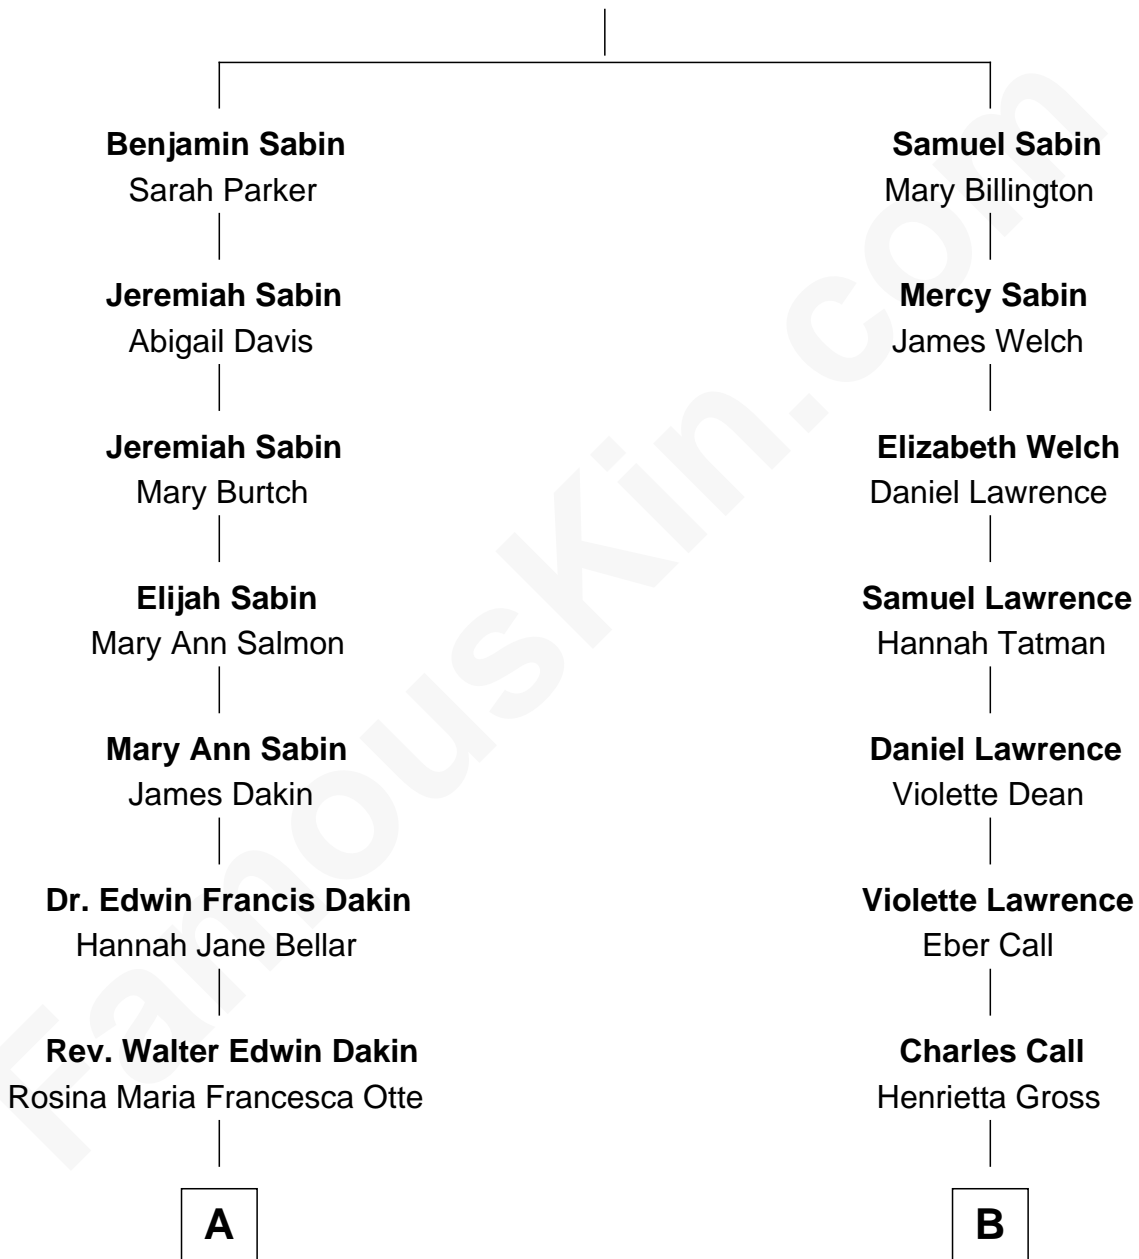 Benjamin Sabin
Sarah Parker
Jeremiah Sabin
Abigail Davis
Jeremiah Sabin
Mary Burtch
Elijah Sabin
Mary Ann Salmon
Mary Ann Sabin
James Dakin
Dr. Edwin Francis Dakin
Hannah Jane Bellar
Rev. Walter Edwin Dakin
Rosina Maria Francesca Otte
A
Samuel Sabin
Mary Billington
Mercy Sabin
James Welch
Elizabeth Welch
Daniel Lawrence
Samuel Lawrence
Hannah Tatman
Daniel Lawrence
Violette Dean
Violette Lawrence
Eber Call
Charles Call
Henrietta Gross
B
FamousKin.com